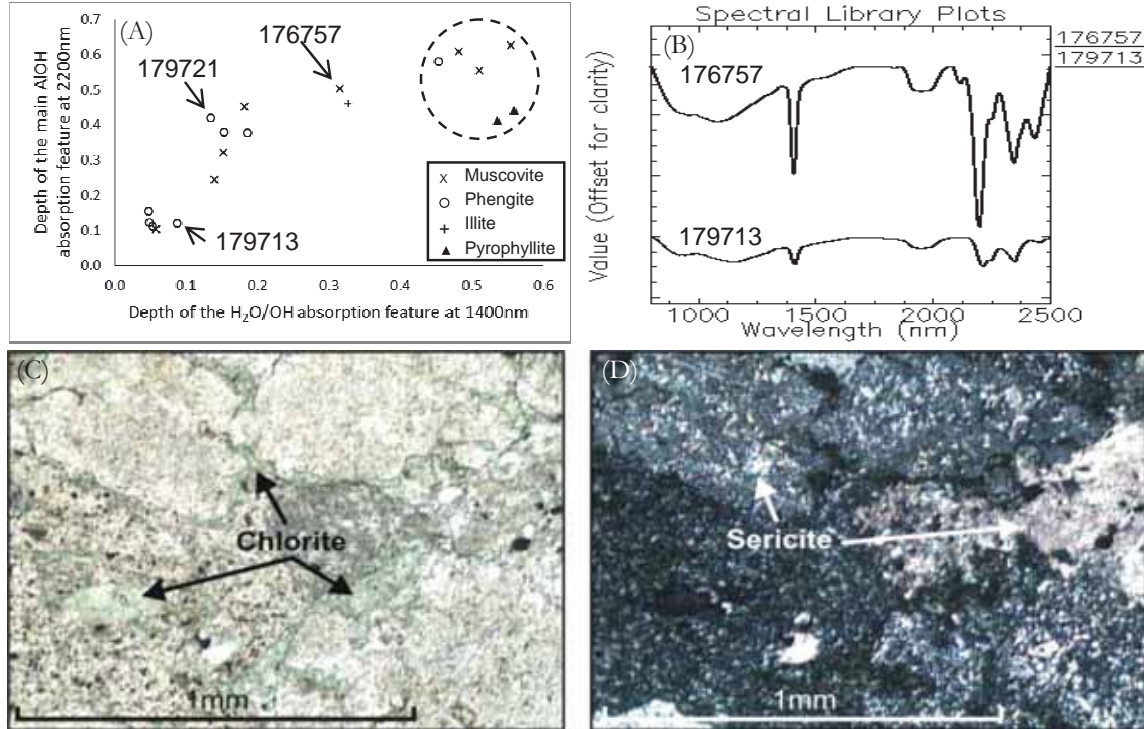 (A)
0.7
0.6
0.5
0.4
0.3
0.2
0.1
0.0
Depth of the main AlOH
absorption feature at 2200nm
176757
179721
179713
× Muscovite
○ Phengite
+ Illite
▲ Pyrophyllite
0.0 0.1 0.2 0.3 0.4 0.5 0.6
Depth of the H₂O/OH absorption feature at 1400nm
Spectral Library Plots
(B)
176757
179713
176757
179713
Value (Offset for clarity)
1000 1500 2000 2500
Wavelength (nm)
(C)
Chlorite
1mm
(D)
Sericite
1mm